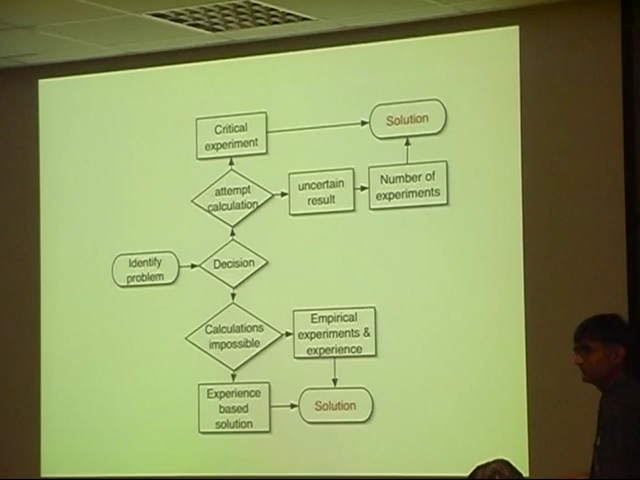 Critical
experiment
Solution
attempt
calculation
uncertain
result
Number of
experiments
Identify
problem
Decision
Calculations
impossible
Empirical
experiments &
experience
Experience
based
solution
Solution